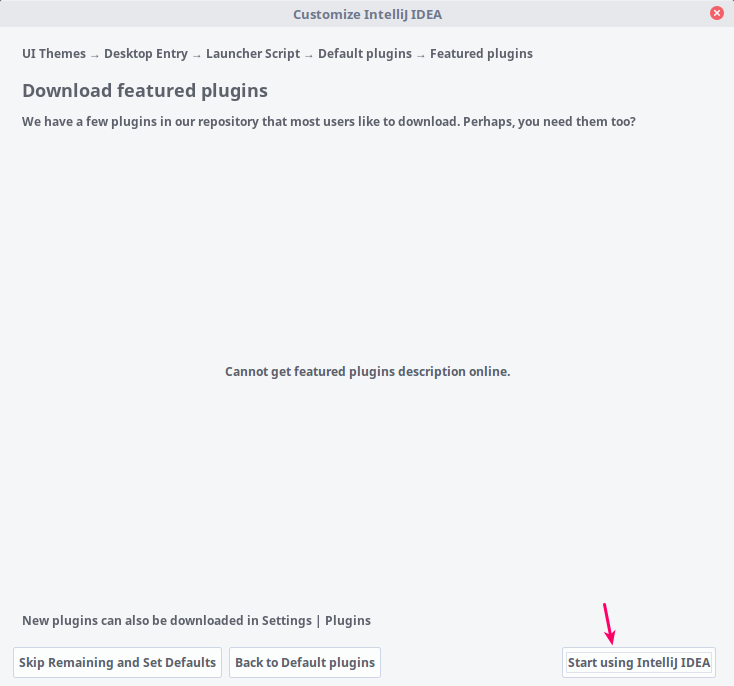 Customize IntelliJ IDEA
UI Themes → Desktop Entry → Launcher Script → Default plugins → Featured plugins
Download featured plugins
We have a few plugins in our repository that most users like to download. Perhaps, you need them too?
Cannot get featured plugins description online.
New plugins can also be downloaded in Settings | Plugins
Skip Remaining and Set Defaults Back to Default plugins Start using IntelliJ IDEA